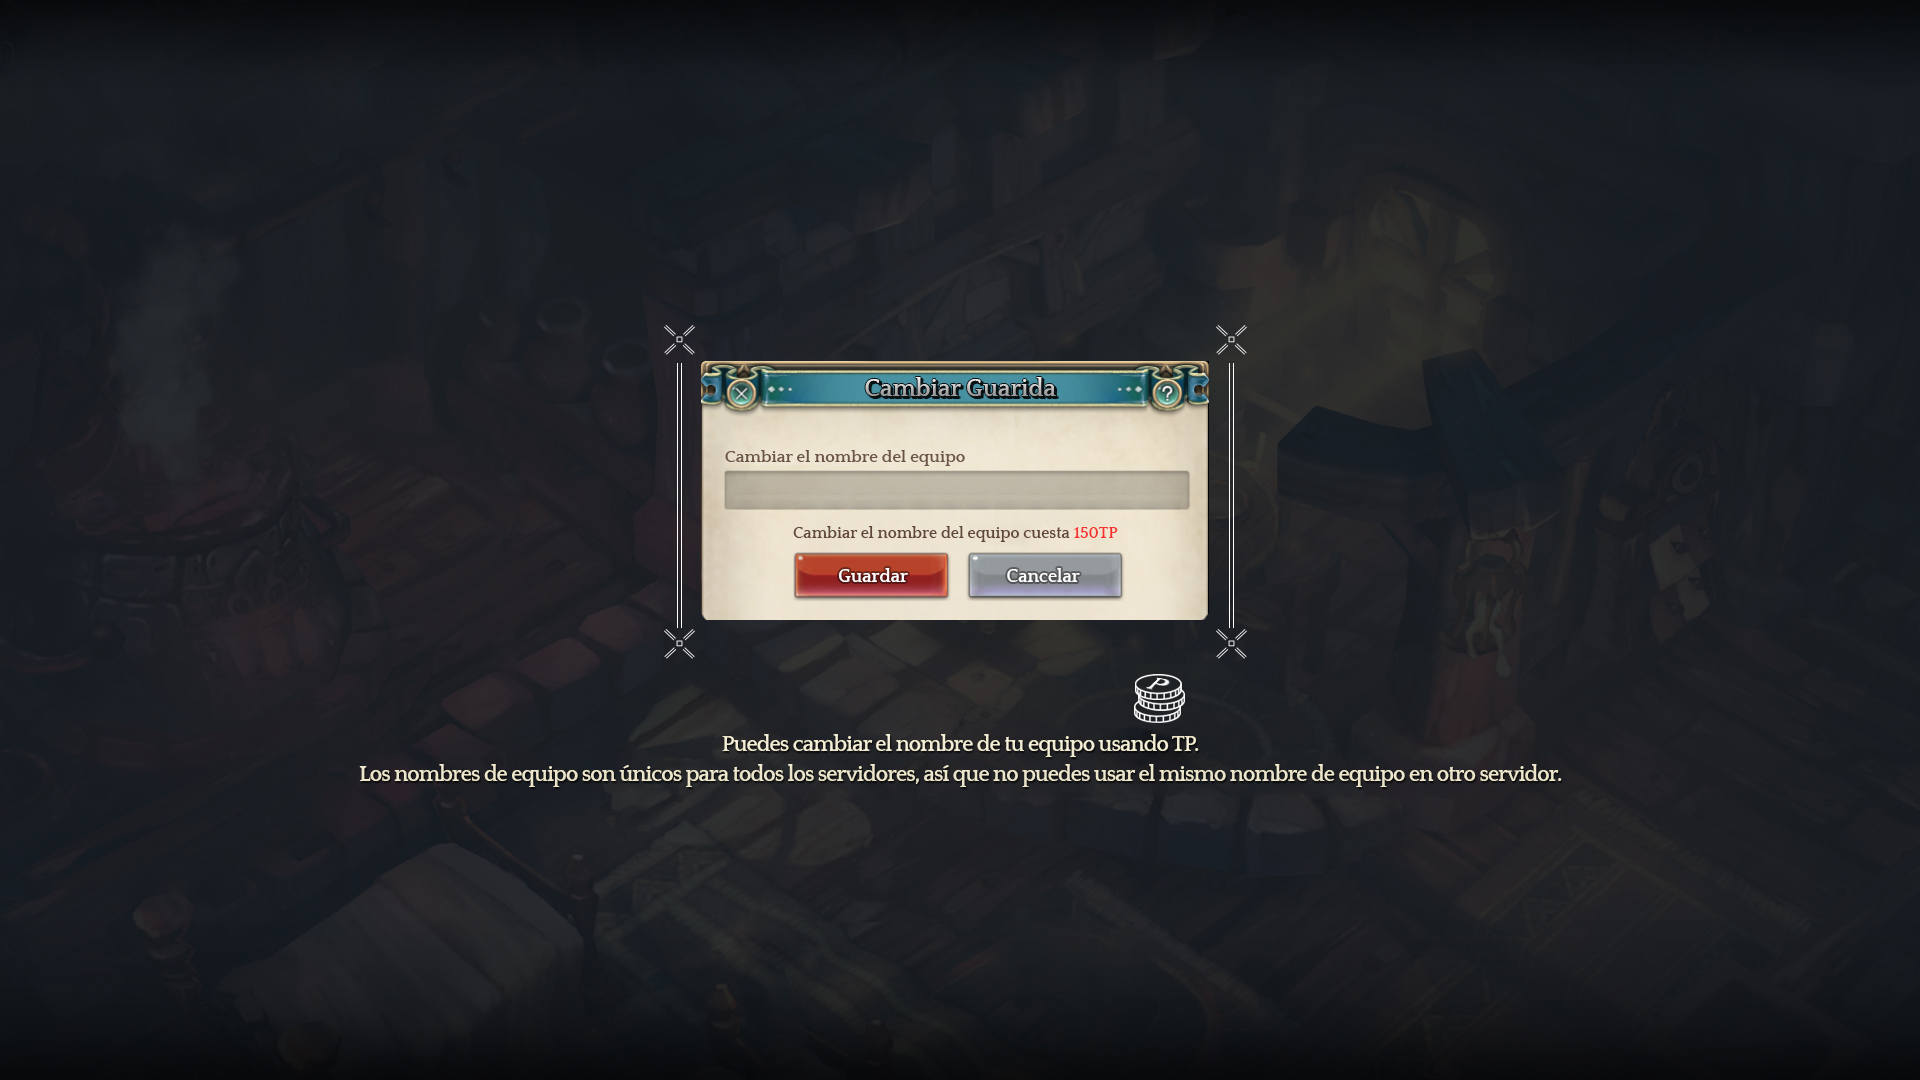 Cambiar Guarida
Cambiar el nombre del equipo
Cambiar el nombre del equipo cuesta 150TP
Guardar
Cancelar
Puedes cambiar el nombre de tu equipo usando TP.
Los nombres de equipo son únicos para todos los servidores, así que no puedes usar el mismo nombre de equipo en otro servidor.